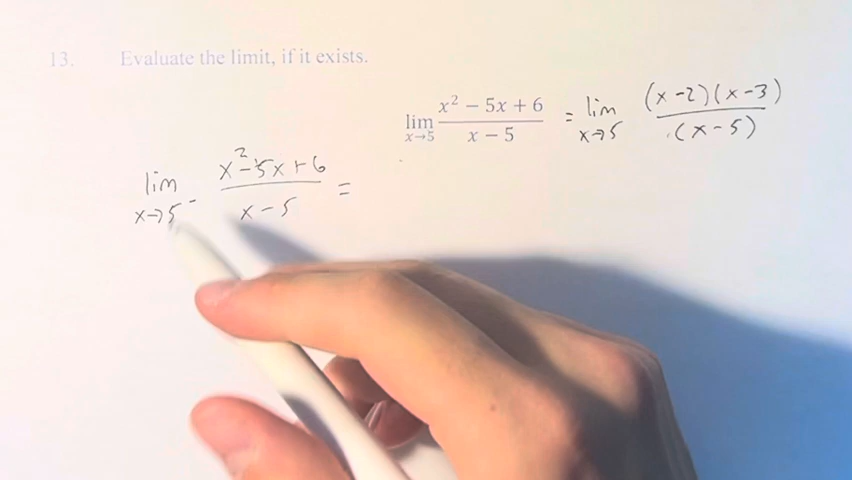 13. Evaluate the limit, if it exists.
lim x→5 (x² − 5x + 6)/(x − 5) = lim x→5 (x-2)(x-3)/(x-5)
lim x→5⁻ (x²-5x+6)/(x-5) =